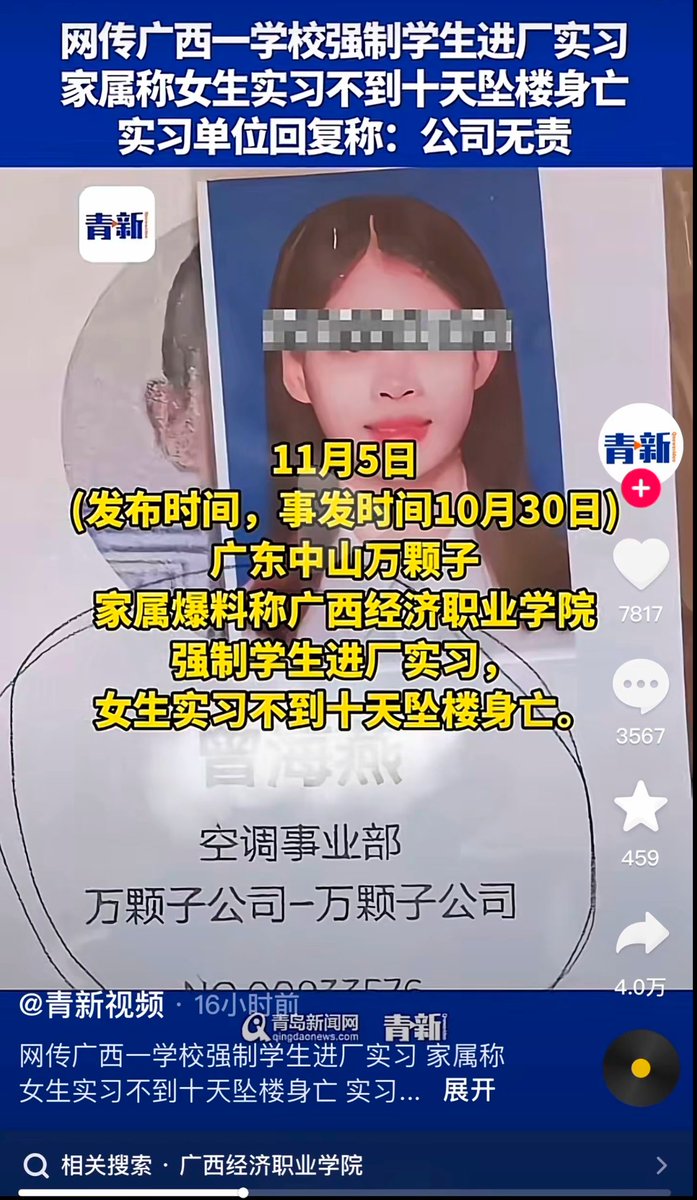 网传广西一学校强制学生进厂实习
家属称女生实习不到十天坠楼身亡
实习单位回复称：公司无责
青新
青新
11月5日
(发布时间，事发时间10月30日)
广东中山万颗子
家属爆料称广西经济职业学院
强制学生进厂实习，
女生实习不到十天坠楼身亡。
7817
3567
459
4.0万
空调事业部
万颗子公司-万颗子公司
@青新视频 · 16小时前
青岛新闻网 青新
qingdaonews.com
网传广西一学校强制学生进厂实习 家属称
女生实习不到十天坠楼身亡 实习... 展开
相关搜索 · 广西经济职业学院